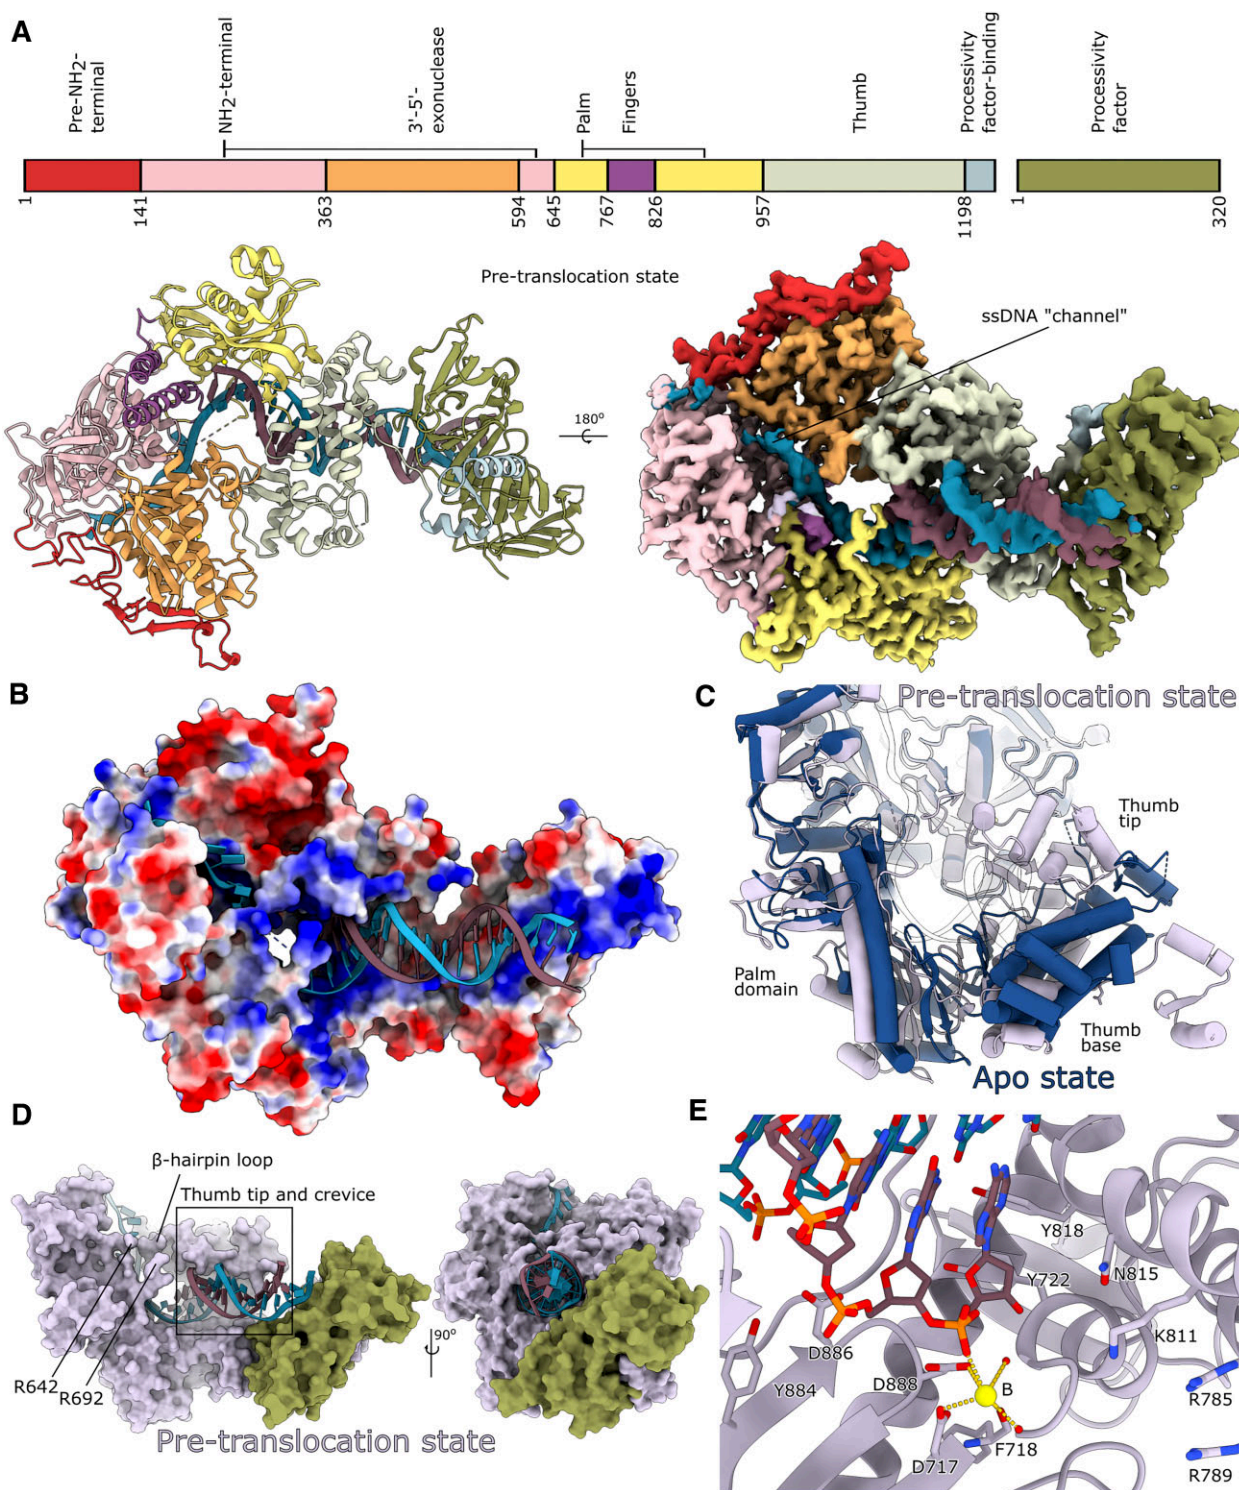 A
Pre-NH2-
terminal
NH2-terminal
3'-5'-
exonuclease
Palm
Fingers
Thumb
Processivity
factor-binding
Processivity
factor
1
141
363
594
645
767
826
957
1198
1
320
Pre-translocation state
ssDNA "channel"
180°
B
C
Pre-translocation state
Thumb
tip
Palm
domain
Thumb
base
Apo state
D
β-hairpin loop
Thumb tip and crevice
R642
R692
90°
Pre-translocation state
E
Y818
N815
Y722
K811
D886
D888
Y884
B
R785
F718
D717
R789